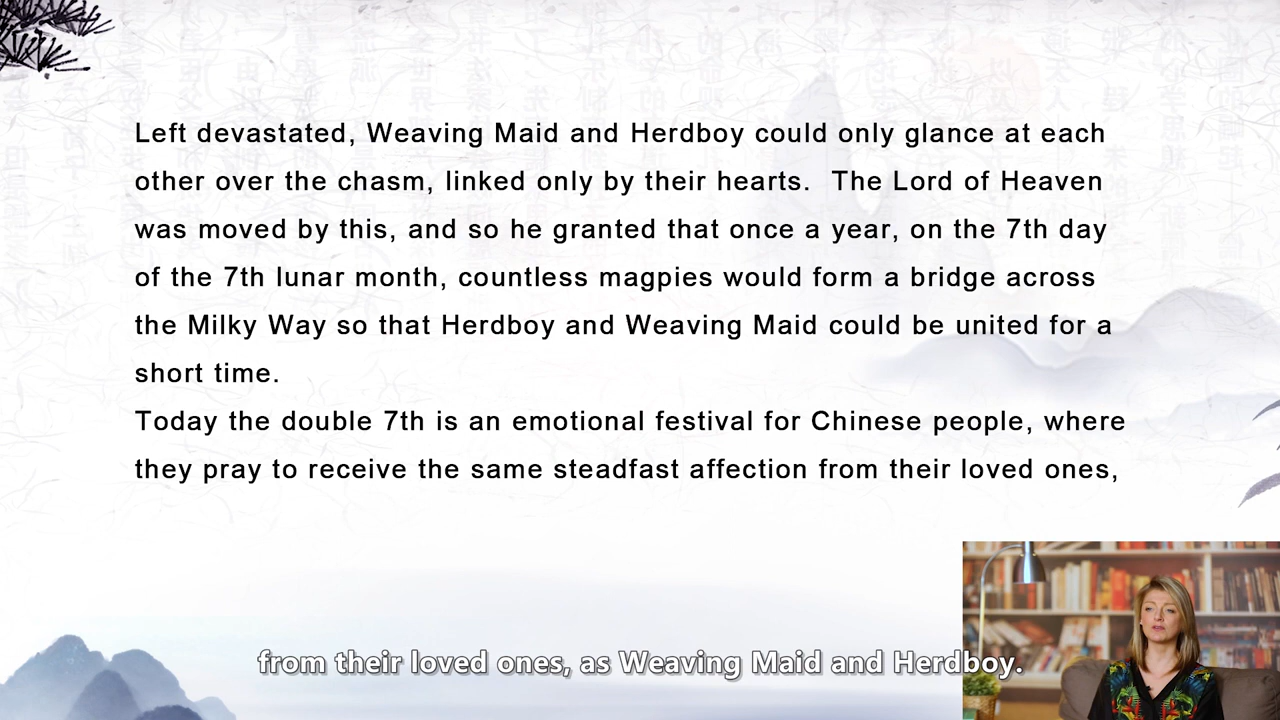 Left devastated, Weaving Maid and Herdboy could only glance at each
other over the chasm, linked only by their hearts.  The Lord of Heaven
was moved by this, and so he granted that once a year, on the 7th day
of the 7th lunar month, countless magpies would form a bridge across
the Milky Way so that Herdboy and Weaving Maid could be united for a
short time.
Today the double 7th is an emotional festival for Chinese people, where
they pray to receive the same steadfast affection from their loved ones,
from their loved ones, as Weaving Maid and Herdboy.